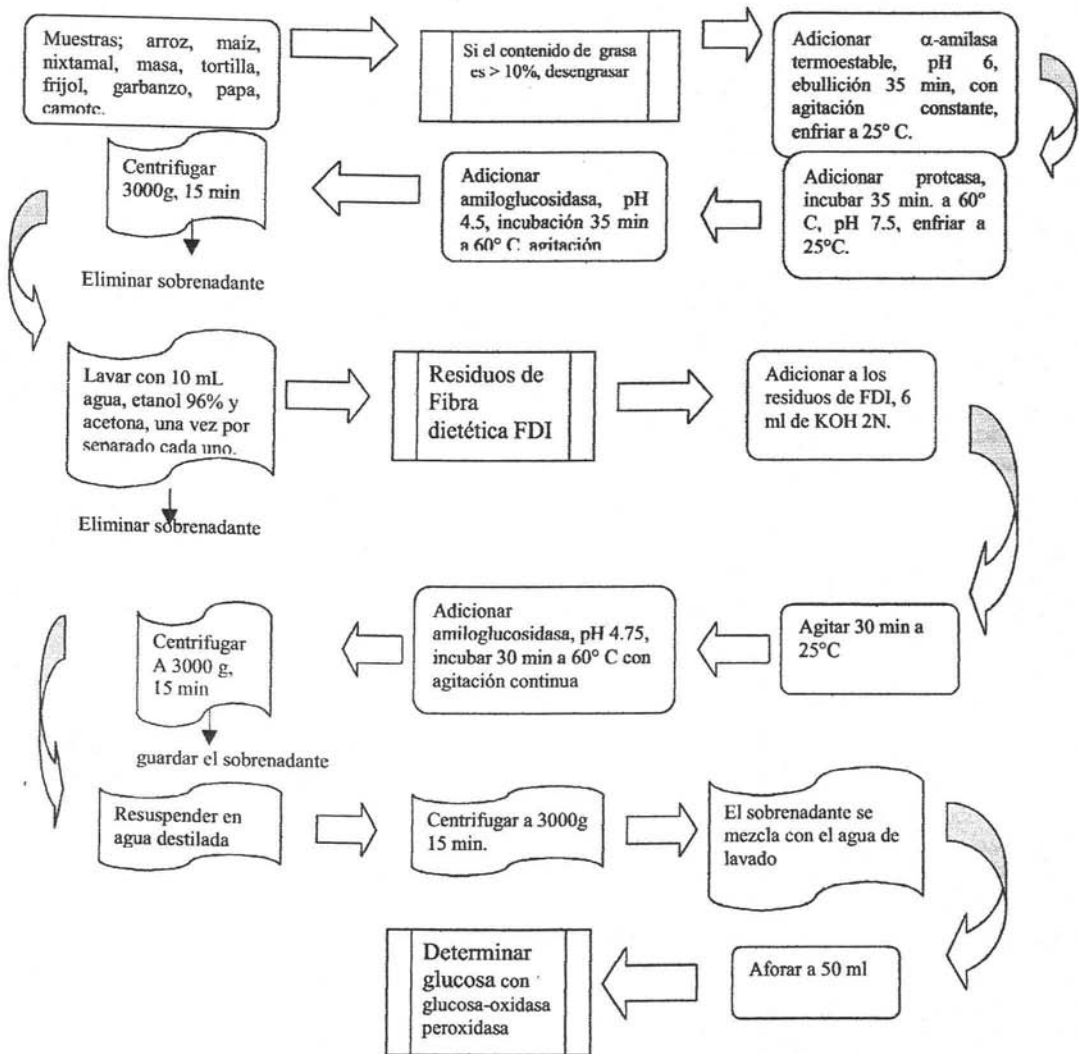 Muestras; arroz, maíz,
nixtamal, masa, tortilla,
frijol, garbanzo, papa,
camote.
Si el contenido de grasa
es > 10%, desengrasar
Adicionar α-amilasa
termoestable, pH 6,
ebullición 35 min, con
agitación constante,
enfriar a 25° C.
Adicionar proteasa,
incubar 35 min. a 60°
C, pH 7.5, enfriar a
25°C.
Adicionar
amiloglucosidasa, pH
4.5, incubación 35 min
a 60° C. agitación
Centrifugar
3000g, 15 min
Eliminar sobrenadante
Lavar con 10 mL
agua, etanol 96% y
acetona, una vez por
separado cada uno.
Eliminar sobrenadante
Residuos de
Fibra
dietética FDI
Adicionar a los
residuos de FDI, 6
ml de KOH 2N.
Agitar 30 min a
25°C
Adicionar
amiloglucosidasa, pH 4.75,
incubar 30 min a 60° C con
agitación continua
Centrifugar
A 3000 g,
15 min
guardar el sobrenadante
Resuspender en
agua destilada
Centrifugar a 3000g
15 min.
El sobrenadante se
mezcla con el agua de
lavado
Aforar a 50 ml
Determinar
glucosa con
glucosa-oxidasa
peroxidasa